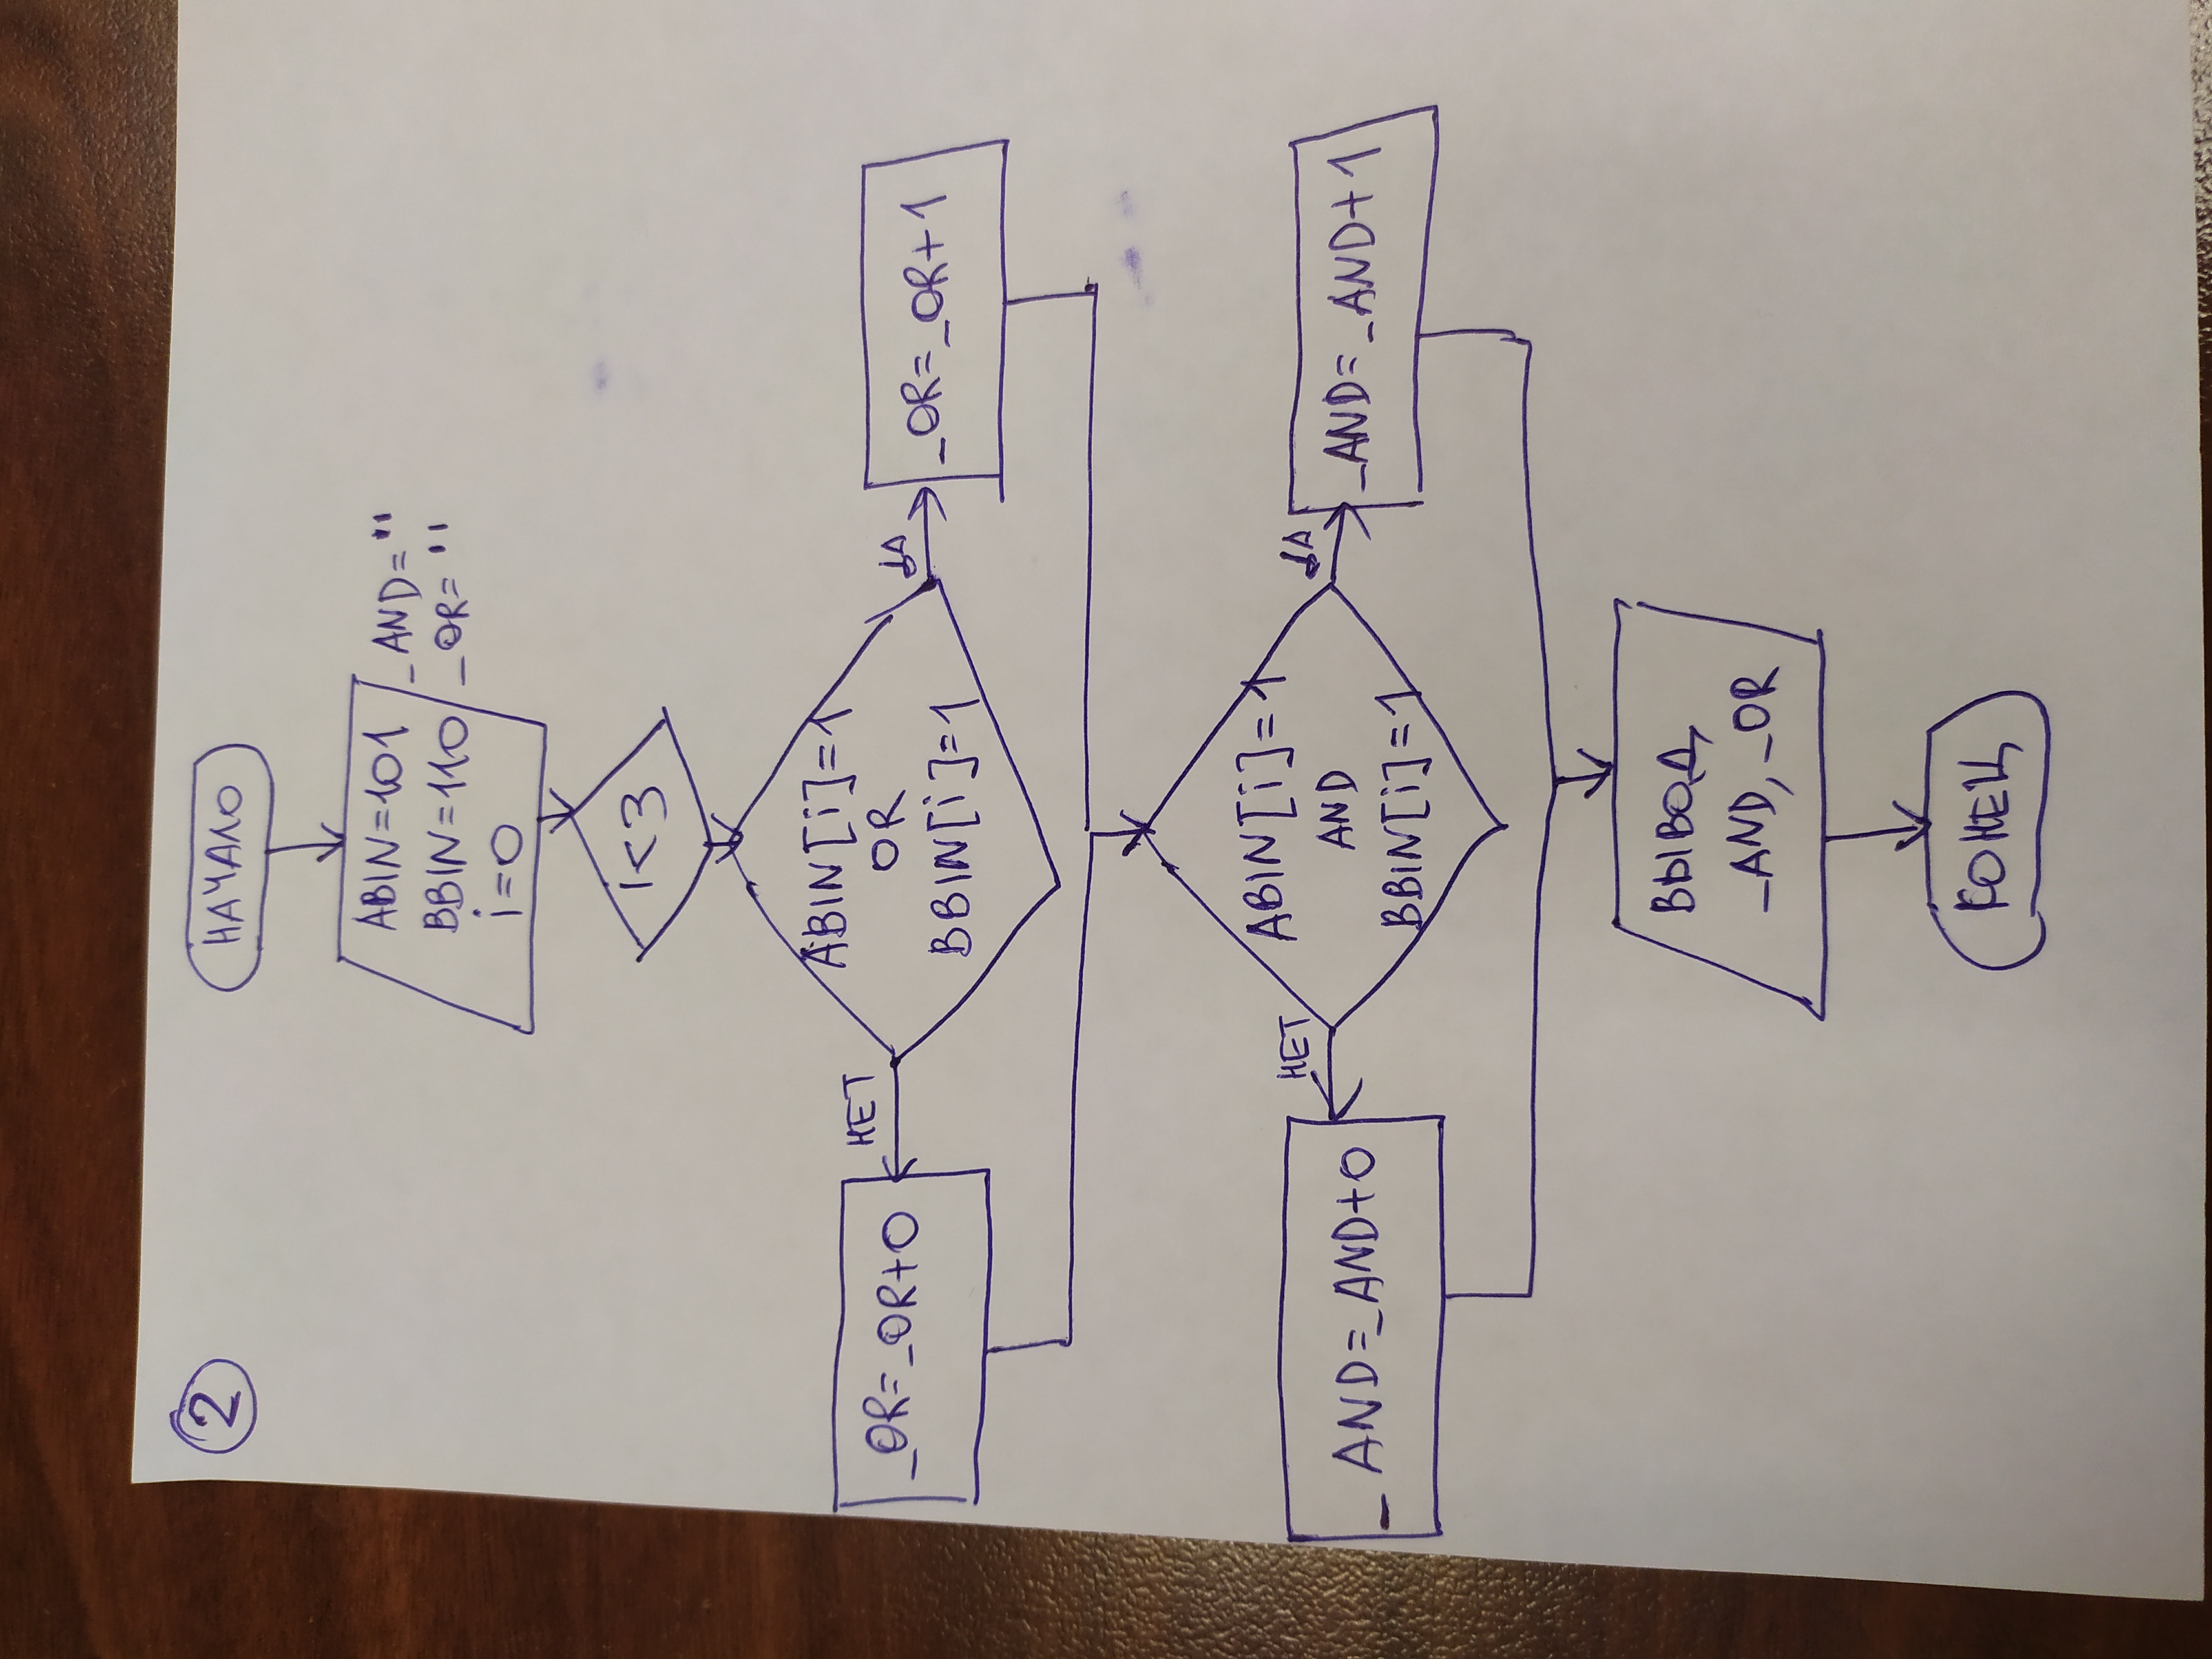 2
НАЧАЛО
ABIN=101
BBIN=110
i=0
_AND=""
_OR=''
i<3
ABIN[i]=1
OR
BBIN[i]=1
НЕТ
_OR=_OR+0
ДА
_OR=_OR+1
ABIN[i]=1
AND
BBIN[i]=1
НЕТ
_AND=_AND+0
ДА
_AND=_AND+1
ВЫВОД
_AND, _OR
КОНЕЦ